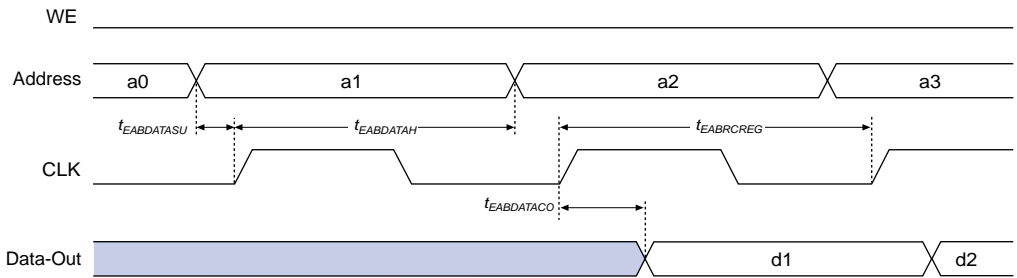 WE
Address a0 a1 a2 a3
tEABDATASU tEABDATAH tEABRCREG
CLK
tEABDATACO
Data-Out d1 d2